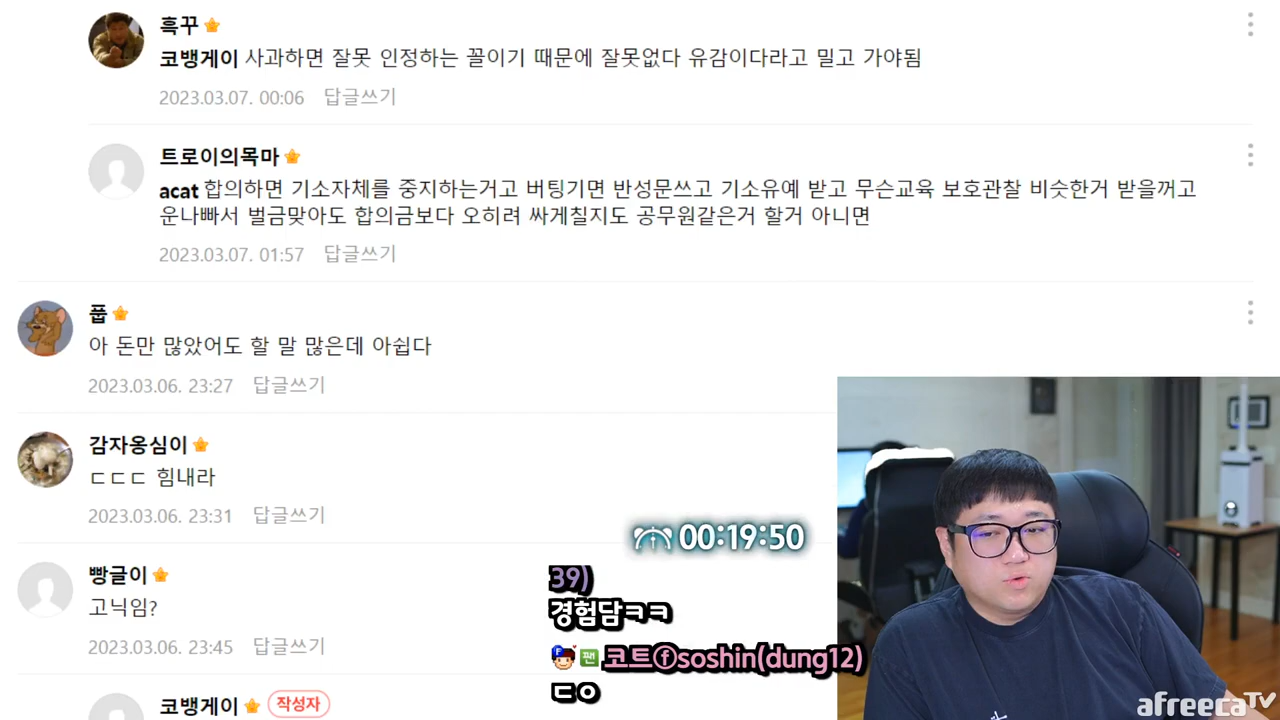 흑꾸
코뱅게이 사과하면 잘못 인정하는 꼴이기 때문에 잘못없다 유감이다라고 밀고 가야됨
2023.03.07. 00:06 답글쓰기
트로이의목마
acat 합의하면 기소자체를 중지하는거고 버팅기면 반성문쓰고 기소유예 받고 무슨교육 보호관찰 비슷한거 받을꺼고
운나빠서 벌금맞아도 합의금보다 오히려 싸게칠지도 공무원같은거 할거 아니면
2023.03.07. 01:57 답글쓰기
풉
아 돈만 많았어도 할 말 많은데 아쉽다
2023.03.06. 23:27 답글쓰기
감자옹심이
ㄷㄷㄷ 힘내라
2023.03.06. 23:31 답글쓰기
빵글이
고닉임?
2023.03.06. 23:45 답글쓰기
코뱅게이 작성자
00:19:50
39)
경험담ㅋㅋ
팬 코트ⓕsoshin(dung12)
ㄷㅇ
afreecaTV